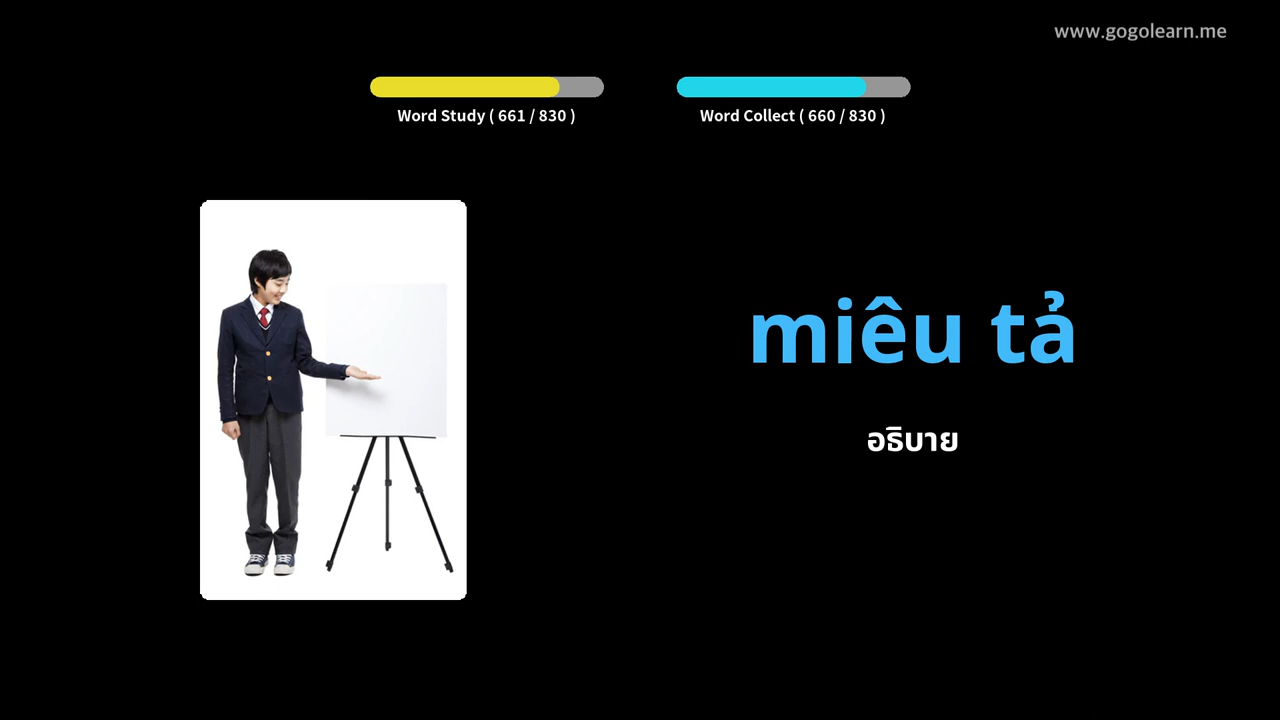 www.gogolearn.me
Word Study ( 661 / 830 )
Word Collect ( 660 / 830 )
miêu tả
อธิบาย